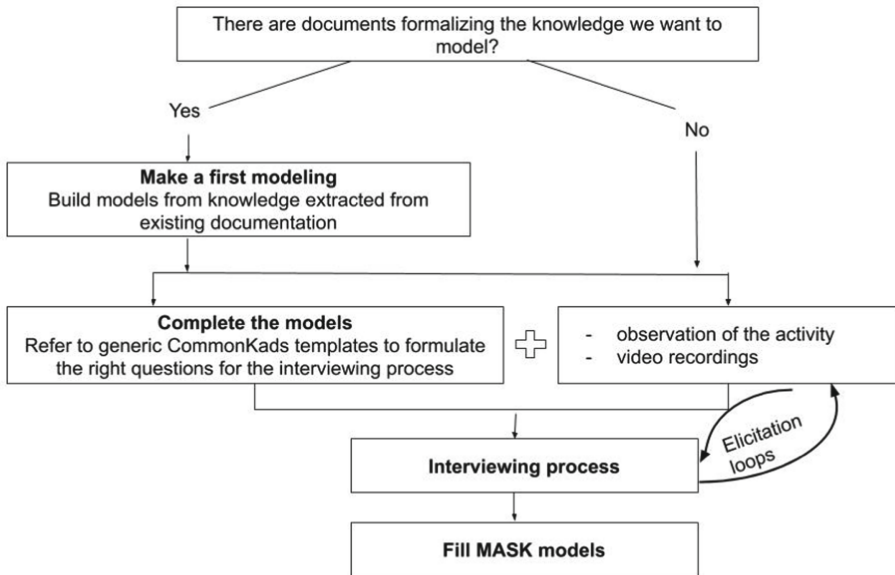 There are documents formalizing the knowledge we want to
model?
Yes
No
Make a first modeling
Build models from knowledge extracted from
existing documentation
Complete the models
Refer to generic CommonKads templates to formulate
the right questions for the interviewing process
- observation of the activity
- video recordings
Elicitation
loops
Interviewing process
Fill MASK models